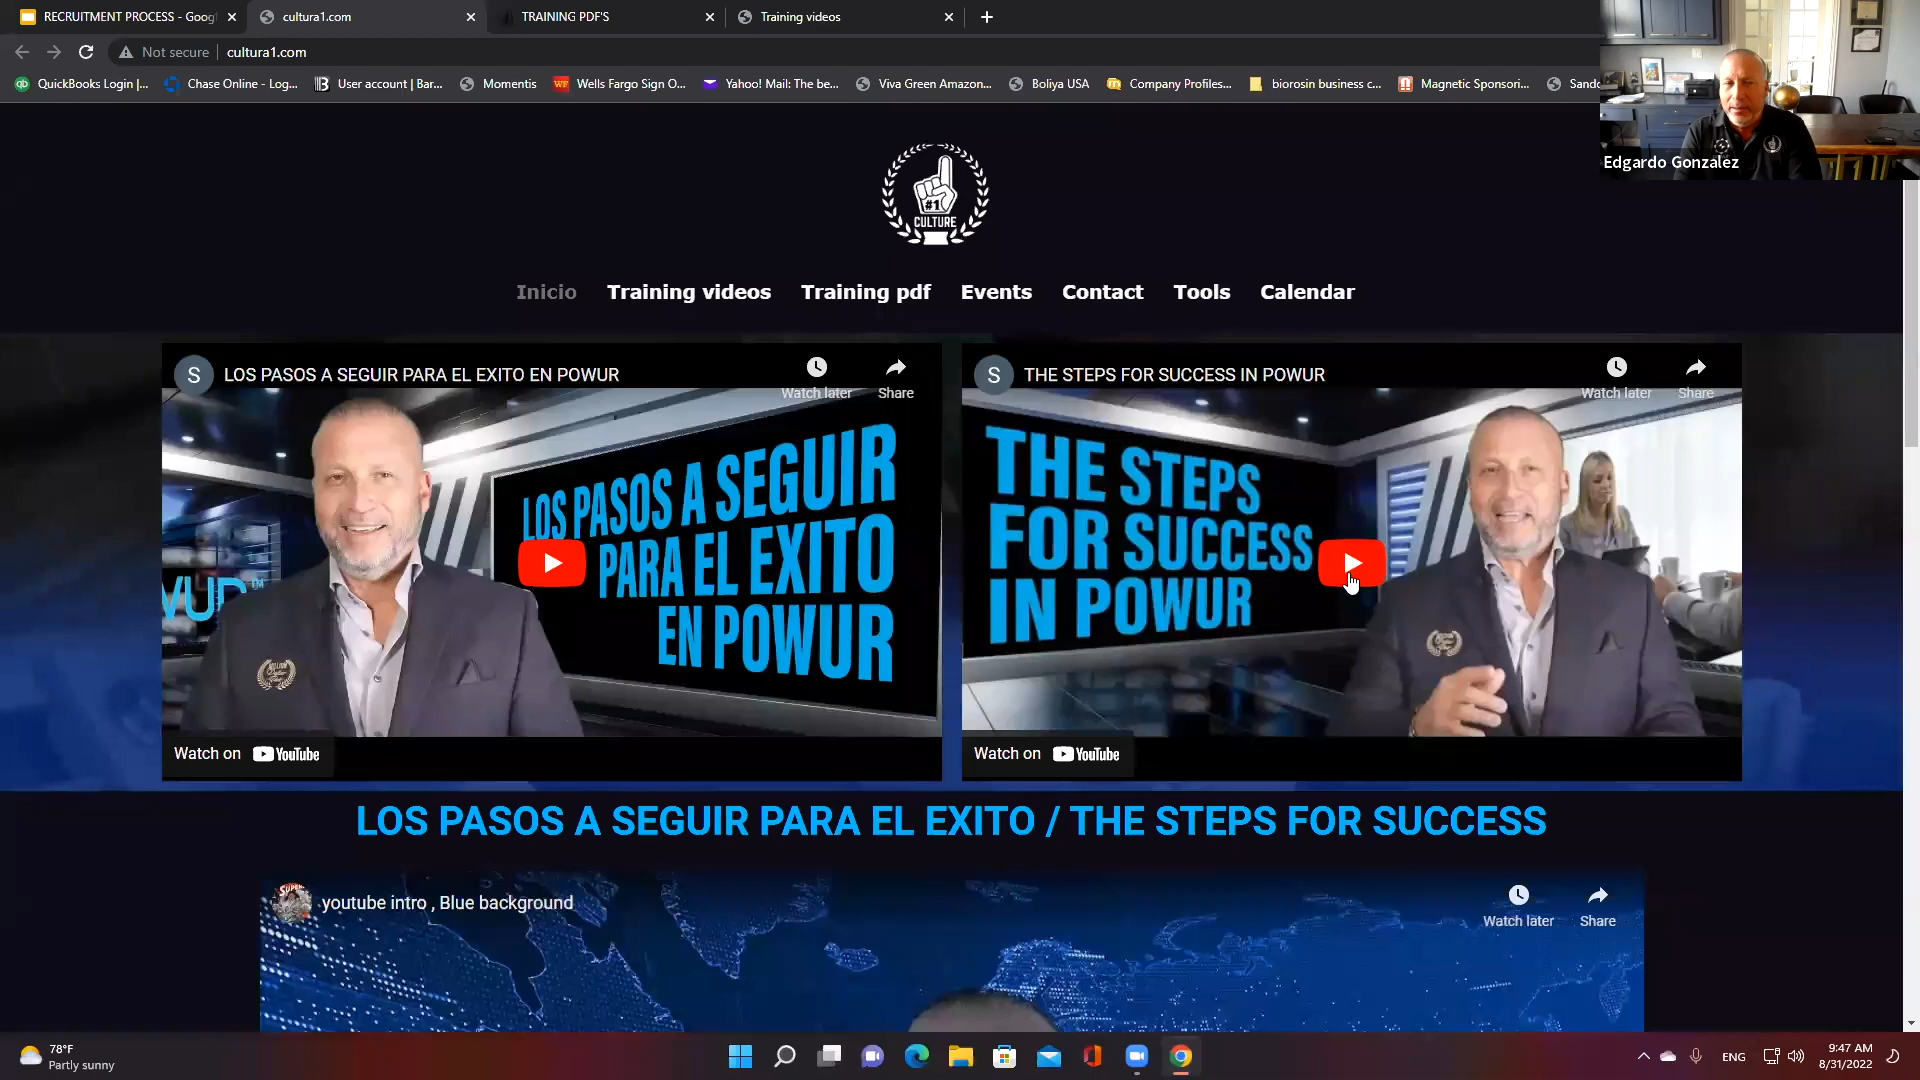 RECRUITMENT PROCESS - Goog
cultura1.com
TRAINING PDF'S
Training videos
Not secure
cultura1.com
QuickBooks Login |...
Chase Online - Log...
User account | Bar...
Momentis
Wells Fargo Sign O...
Yahoo! Mail: The be...
Viva Green Amazon...
Boliya USA
Company Profiles...
biorosin business c...
Magnetic Sponsori...
Sand
Edgardo Gonzalez
#1
CULTURE
Inicio
Training videos
Training pdf
Events
Contact
Tools
Calendar
S
LOS PASOS A SEGUIR PARA EL EXITO EN POWUR
Watch later
Share
LOS PASOS A SEGUIR
PARA EL EXITO
EN POWUR
Watch on YouTube
S
THE STEPS FOR SUCCESS IN POWUR
Watch later
Share
THE STEPS
FOR SUCCESS
IN POWUR
Watch on YouTube
LOS PASOS A SEGUIR PARA EL EXITO / THE STEPS FOR SUCCESS
youtube intro , Blue background
Watch later
Share
78°F
Partly sunny
ENG
9:47 AM
8/31/2022